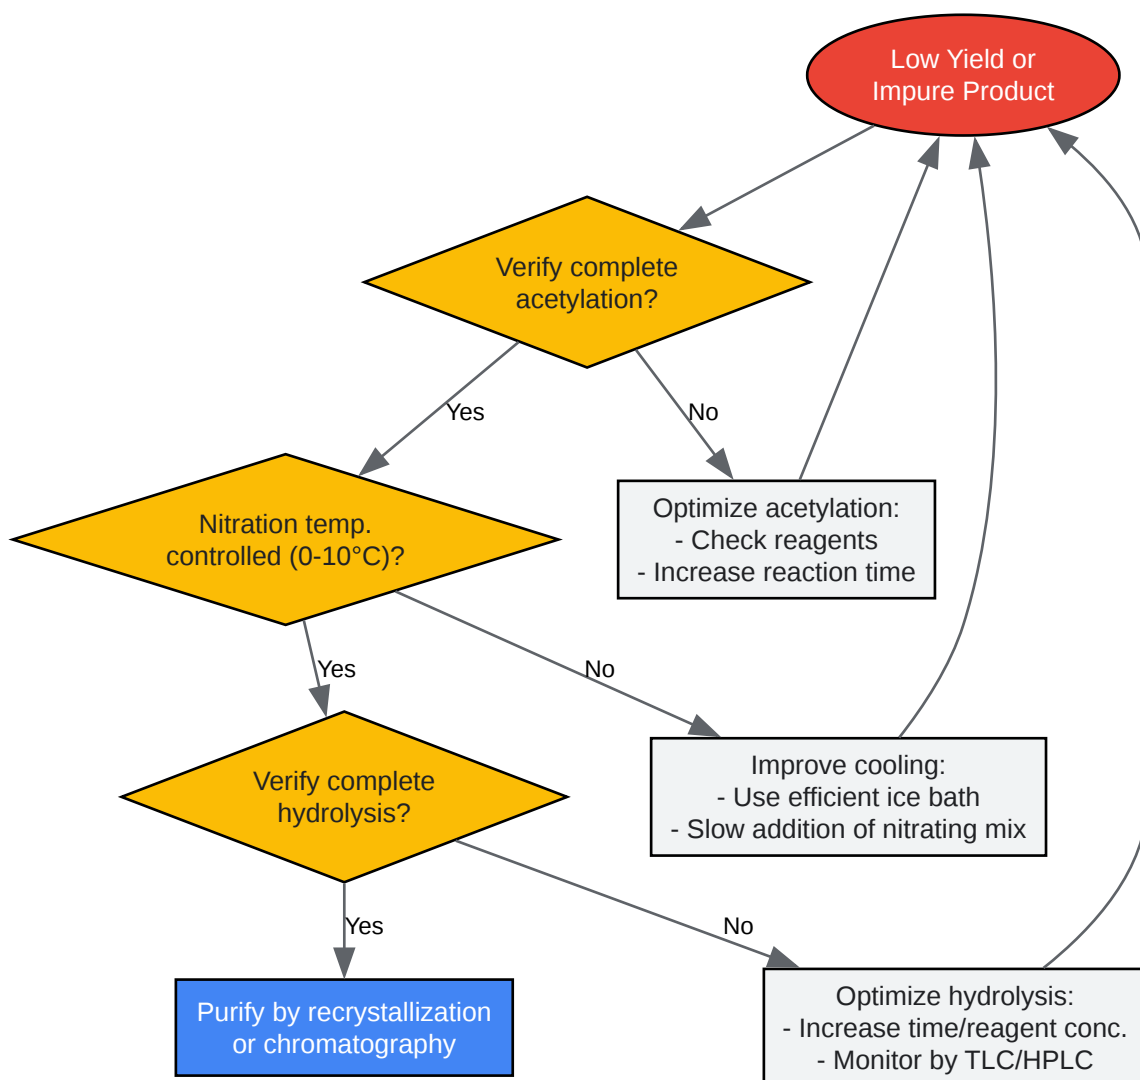 Low Yield or
Impure Product
Verify complete
acetylation?
Yes
No
Optimize acetylation:
- Check reagents
- Increase reaction time
Nitration temp.
controlled (0-10°C)?
Yes
No
Improve cooling:
- Use efficient ice bath
- Slow addition of nitrating mix
Verify complete
hydrolysis?
Yes
No
Purify by recrystallization
or chromatography
Optimize hydrolysis:
- Increase time/reagent conc.
- Monitor by TLC/HPLC